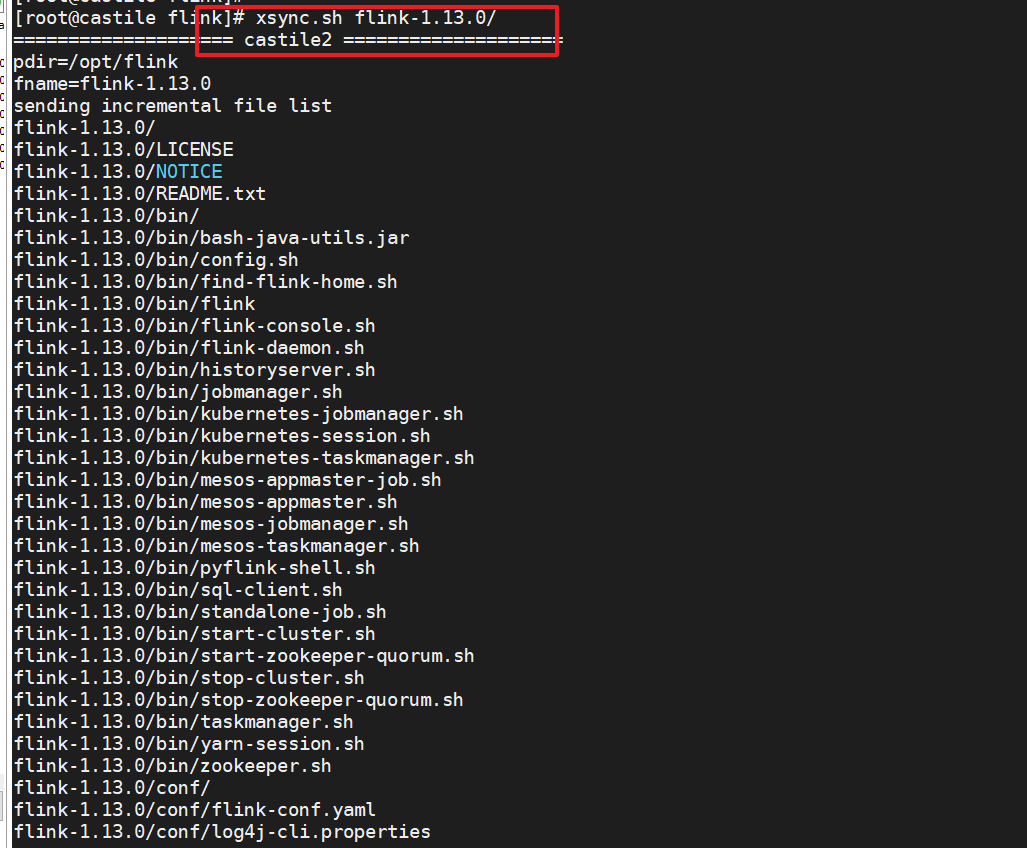 [root@castile flink]#
[root@castile flink]# xsync.sh flink-1.13.0/
==================== castile2 ====================
pdir=/opt/flink
fname=flink-1.13.0
sending incremental file list
flink-1.13.0/
flink-1.13.0/LICENSE
flink-1.13.0/NOTICE
flink-1.13.0/README.txt
flink-1.13.0/bin/
flink-1.13.0/bin/bash-java-utils.jar
flink-1.13.0/bin/config.sh
flink-1.13.0/bin/find-flink-home.sh
flink-1.13.0/bin/flink
flink-1.13.0/bin/flink-console.sh
flink-1.13.0/bin/flink-daemon.sh
flink-1.13.0/bin/historyserver.sh
flink-1.13.0/bin/jobmanager.sh
flink-1.13.0/bin/kubernetes-jobmanager.sh
flink-1.13.0/bin/kubernetes-session.sh
flink-1.13.0/bin/kubernetes-taskmanager.sh
flink-1.13.0/bin/mesos-appmaster-job.sh
flink-1.13.0/bin/mesos-appmaster.sh
flink-1.13.0/bin/mesos-jobmanager.sh
flink-1.13.0/bin/mesos-taskmanager.sh
flink-1.13.0/bin/pyflink-shell.sh
flink-1.13.0/bin/sql-client.sh
flink-1.13.0/bin/standalone-job.sh
flink-1.13.0/bin/start-cluster.sh
flink-1.13.0/bin/start-zookeeper-quorum.sh
flink-1.13.0/bin/stop-cluster.sh
flink-1.13.0/bin/stop-zookeeper-quorum.sh
flink-1.13.0/bin/taskmanager.sh
flink-1.13.0/bin/yarn-session.sh
flink-1.13.0/bin/zookeeper.sh
flink-1.13.0/conf/
flink-1.13.0/conf/flink-conf.yaml
flink-1.13.0/conf/log4j-cli.properties